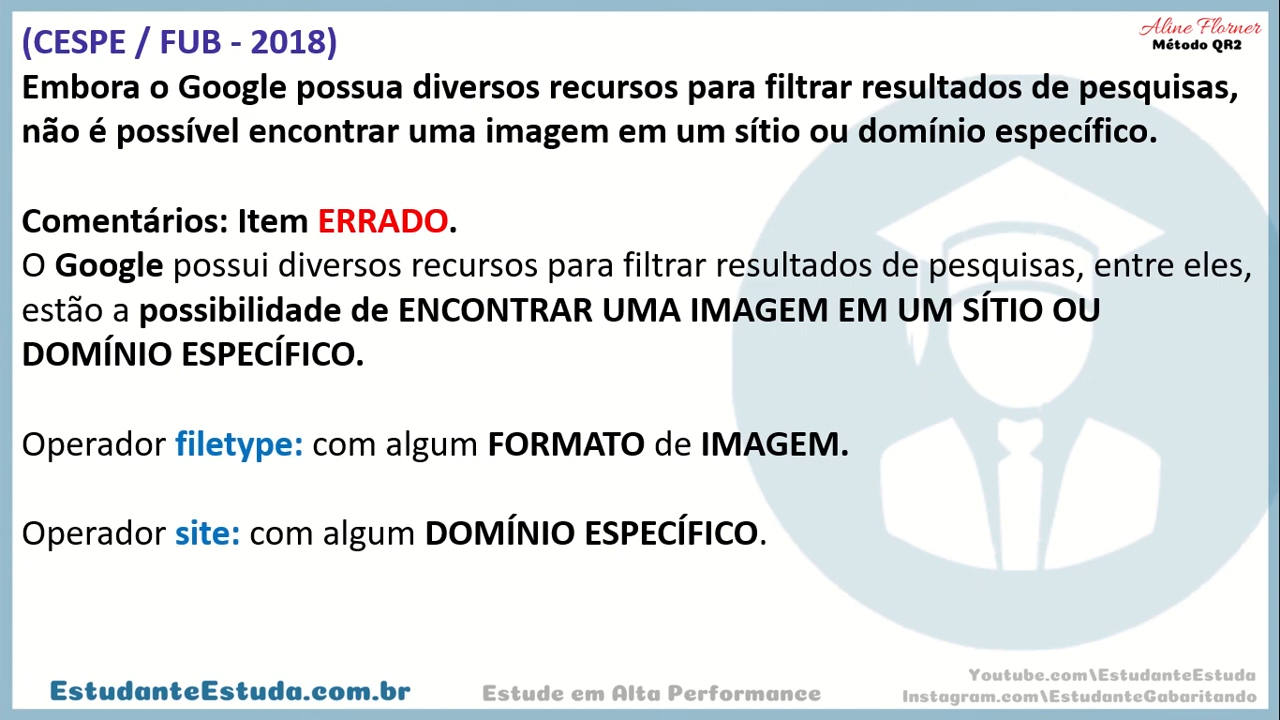 (CESPE / FUB - 2018)
Aline Florner
Método QR2
Embora o Google possua diversos recursos para filtrar resultados de pesquisas,
não é possível encontrar uma imagem em um sítio ou domínio específico.
Comentários: Item ERRADO.
O Google possui diversos recursos para filtrar resultados de pesquisas, entre eles,
estão a possibilidade de ENCONTRAR UMA IMAGEM EM UM SÍTIO OU
DOMÍNIO ESPECÍFICO.
Operador filetype: com algum FORMATO de IMAGEM.
Operador site: com algum DOMÍNIO ESPECÍFICO.
EstudanteEstuda.com.br
Estude em Alta Performance
Youtube.com\EstudanteEstuda
Instagram.com\EstudanteGabaritando